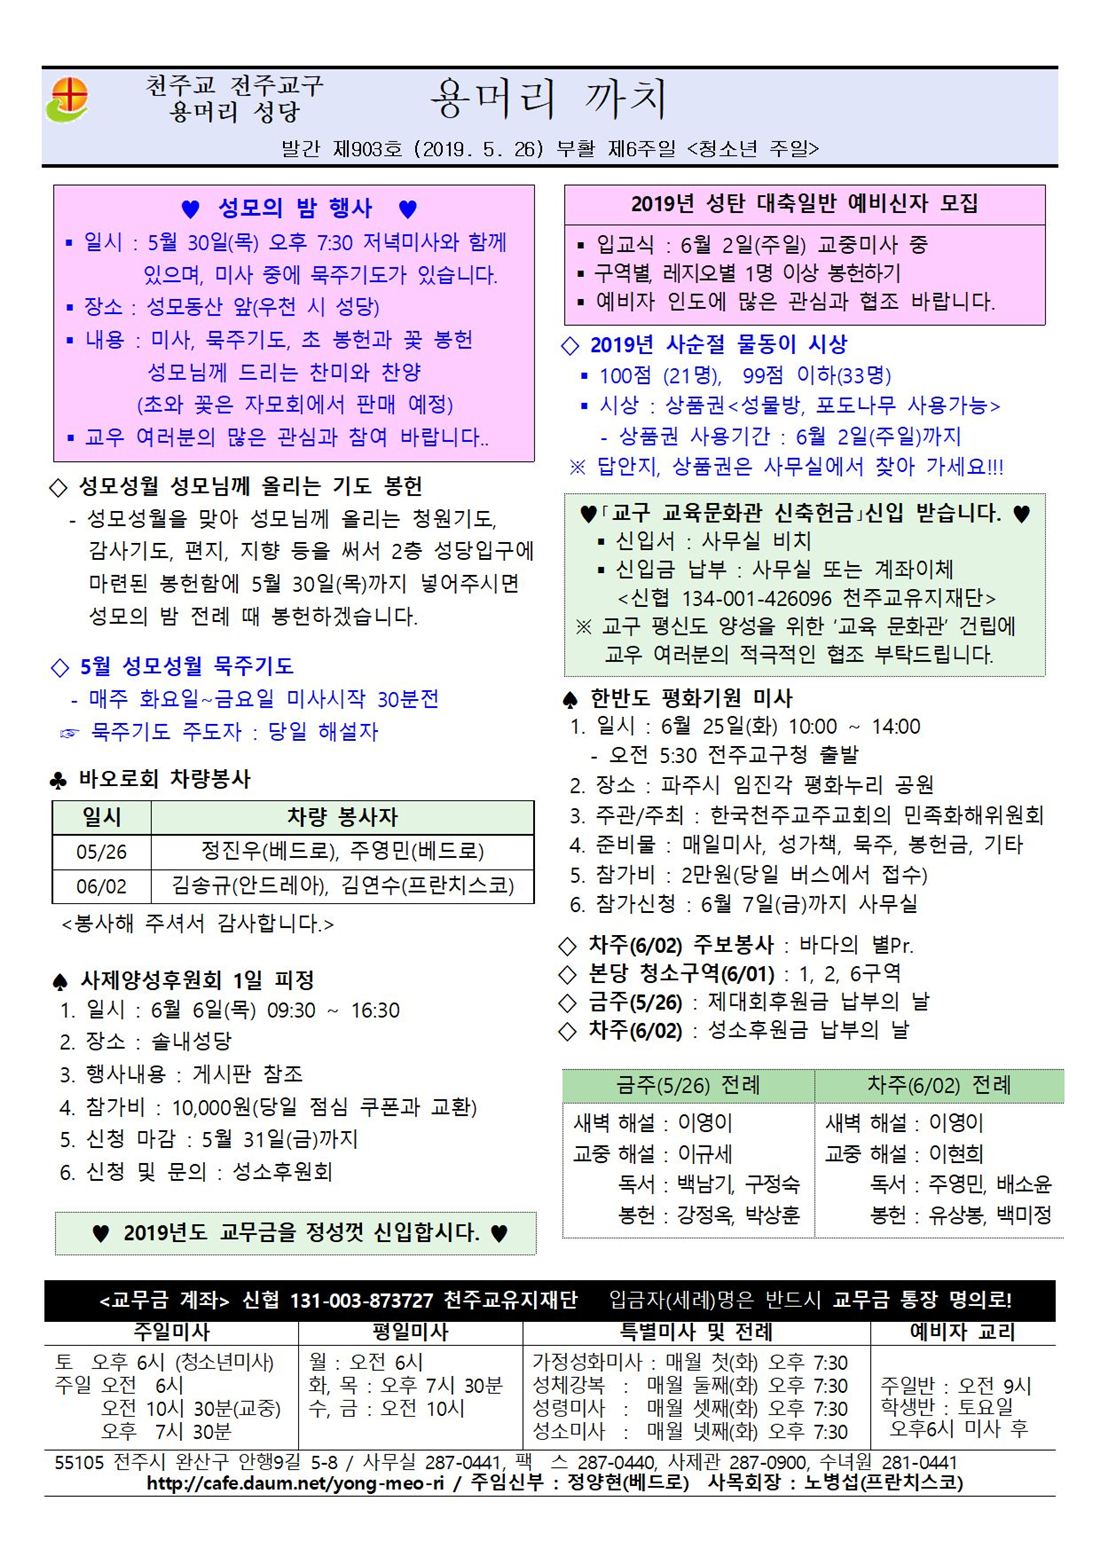 천주교 전주교구
용머리 성당
용머리 까치
발간 제903호 (2019. 5. 26) 부활 제6주일 <청소년 주일>
♥ 성모의 밤 행사 ♥
▪ 일시 : 5월 30일(목) 오후 7:30 저녁미사와 함께
있으며, 미사 중에 묵주기도가 있습니다.
▪ 장소 : 성모동산 앞(우천 시 성당)
▪ 내용 : 미사, 묵주기도, 초 봉헌과 꽃 봉헌
성모님께 드리는 찬미와 찬양
(초와 꽃은 자모회에서 판매 예정)
▪ 교우 여러분의 많은 관심과 참여 바랍니다..
◇ 성모성월 성모님께 올리는 기도 봉헌
- 성모성월을 맞아 성모님께 올리는 청원기도,
감사기도, 편지, 지향 등을 써서 2층 성당입구에
마련된 봉헌함에 5월 30일(목)까지 넣어주시면
성모의 밤 전례 때 봉헌하겠습니다.
◇ 5월 성모성월 묵주기도
- 매주 화요일~금요일 미사시작 30분전
☞ 묵주기도 주도자 : 당일 해설자
♣ 바오로회 차량봉사
일시 차량 봉사자
05/26 정진우(베드로), 주영민(베드로)
06/02 김송규(안드레아), 김연수(프란치스코)
<봉사해 주셔서 감사합니다.>
♠ 사제양성후원회 1일 피정
1. 일시 : 6월 6일(목) 09:30 ~ 16:30
2. 장소 : 솔내성당
3. 행사내용 : 게시판 참조
4. 참가비 : 10,000원(당일 점심 쿠폰과 교환)
5. 신청 마감 : 5월 31일(금)까지
6. 신청 및 문의 : 성소후원회
♥ 2019년도 교무금을 정성껏 신입합시다. ♥
2019년 성탄 대축일반 예비신자 모집
▪ 입교식 : 6월 2일(주일) 교중미사 중
▪ 구역별, 레지오별 1명 이상 봉헌하기
▪ 예비자 인도에 많은 관심과 협조 바랍니다.
◇ 2019년 사순절 물동이 시상
▪ 100점 (21명), 99점 이하(33명)
▪ 시상 : 상품권<성물방, 포도나무 사용가능>
- 상품권 사용기간 : 6월 2일(주일)까지
※ 답안지, 상품권은 사무실에서 찾아 가세요!!!
♥「교구 교육문화관 신축헌금」신입 받습니다. ♥
▪ 신입서 : 사무실 비치
▪ 신입금 납부 : 사무실 또는 계좌이체
<신협 134-001-426096 천주교유지재단>
※ 교구 평신도 양성을 위한 '교육 문화관' 건립에
교우 여러분의 적극적인 협조 부탁드립니다.
♠ 한반도 평화기원 미사
1. 일시 : 6월 25일(화) 10:00 ~ 14:00
- 오전 5:30 전주교구청 출발
2. 장소 : 파주시 임진각 평화누리 공원
3. 주관/주최 : 한국천주교주교회의 민족화해위원회
4. 준비물 : 매일미사, 성가책, 묵주, 봉헌금, 기타
5. 참가비 : 2만원(당일 버스에서 접수)
6. 참가신청 : 6월 7일(금)까지 사무실
◇ 차주(6/02) 주보봉사 : 바다의 별Pr.
◇ 본당 청소구역(6/01) : 1, 2, 6구역
◇ 금주(5/26) : 제대회후원금 납부의 날
◇ 차주(6/02) : 성소후원금 납부의 날
금주(5/26) 전례 차주(6/02) 전례
새벽 해설 : 이영이 새벽 해설 : 이영이
교중 해설 : 이규세 교중 해설 : 이현희
독서 : 백남기, 구정숙 독서 : 주영민, 배소윤
봉헌 : 강정옥, 박상훈 봉헌 : 유상봉, 백미정
<교무금 계좌> 신협 131-003-873727 천주교유지재단 입금자(세례)명은 반드시 교무금 통장 명의로!
주일미사 평일미사 특별미사 및 전례 예비자 교리
토 오후 6시 (청소년미사) 월 : 오전 6시 가정성화미사 : 매월 첫(화) 오후 7:30
주일 오전 6시 화, 목 : 오후 7시 30분 성체강복 : 매월 둘째(화) 오후 7:30 주일반 : 오전 9시
오전 10시 30분(교중) 수, 금 : 오전 10시 성령미사 : 매월 셋째(화) 오후 7:30 학생반 : 토요일
오후 7시 30분 성소미사 : 매월 넷째(화) 오후 7:30 오후6시 미사 후
55105 전주시 완산구 안행9길 5-8 / 사무실 287-0441, 팩 스 287-0440, 사제관 287-0900, 수녀원 281-0441
http://cafe.daum.net/yong-meo-ri / 주임신부 : 정양현(베드로) 사목회장 : 노병섭(프란치스코)